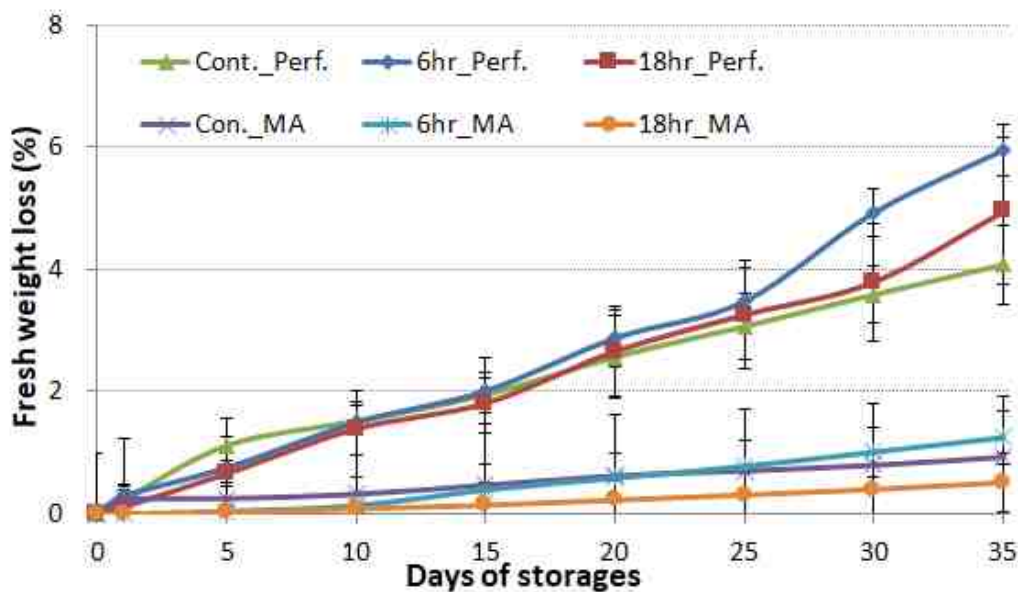 8
Cont._Perf. 6hr_Perf. 18hr_Perf.
Con._MA 6hr_MA 18hr_MA
6
4
2
0
Fresh weight loss (%)
0 5 10 15 20 25 30 35
Days of storages